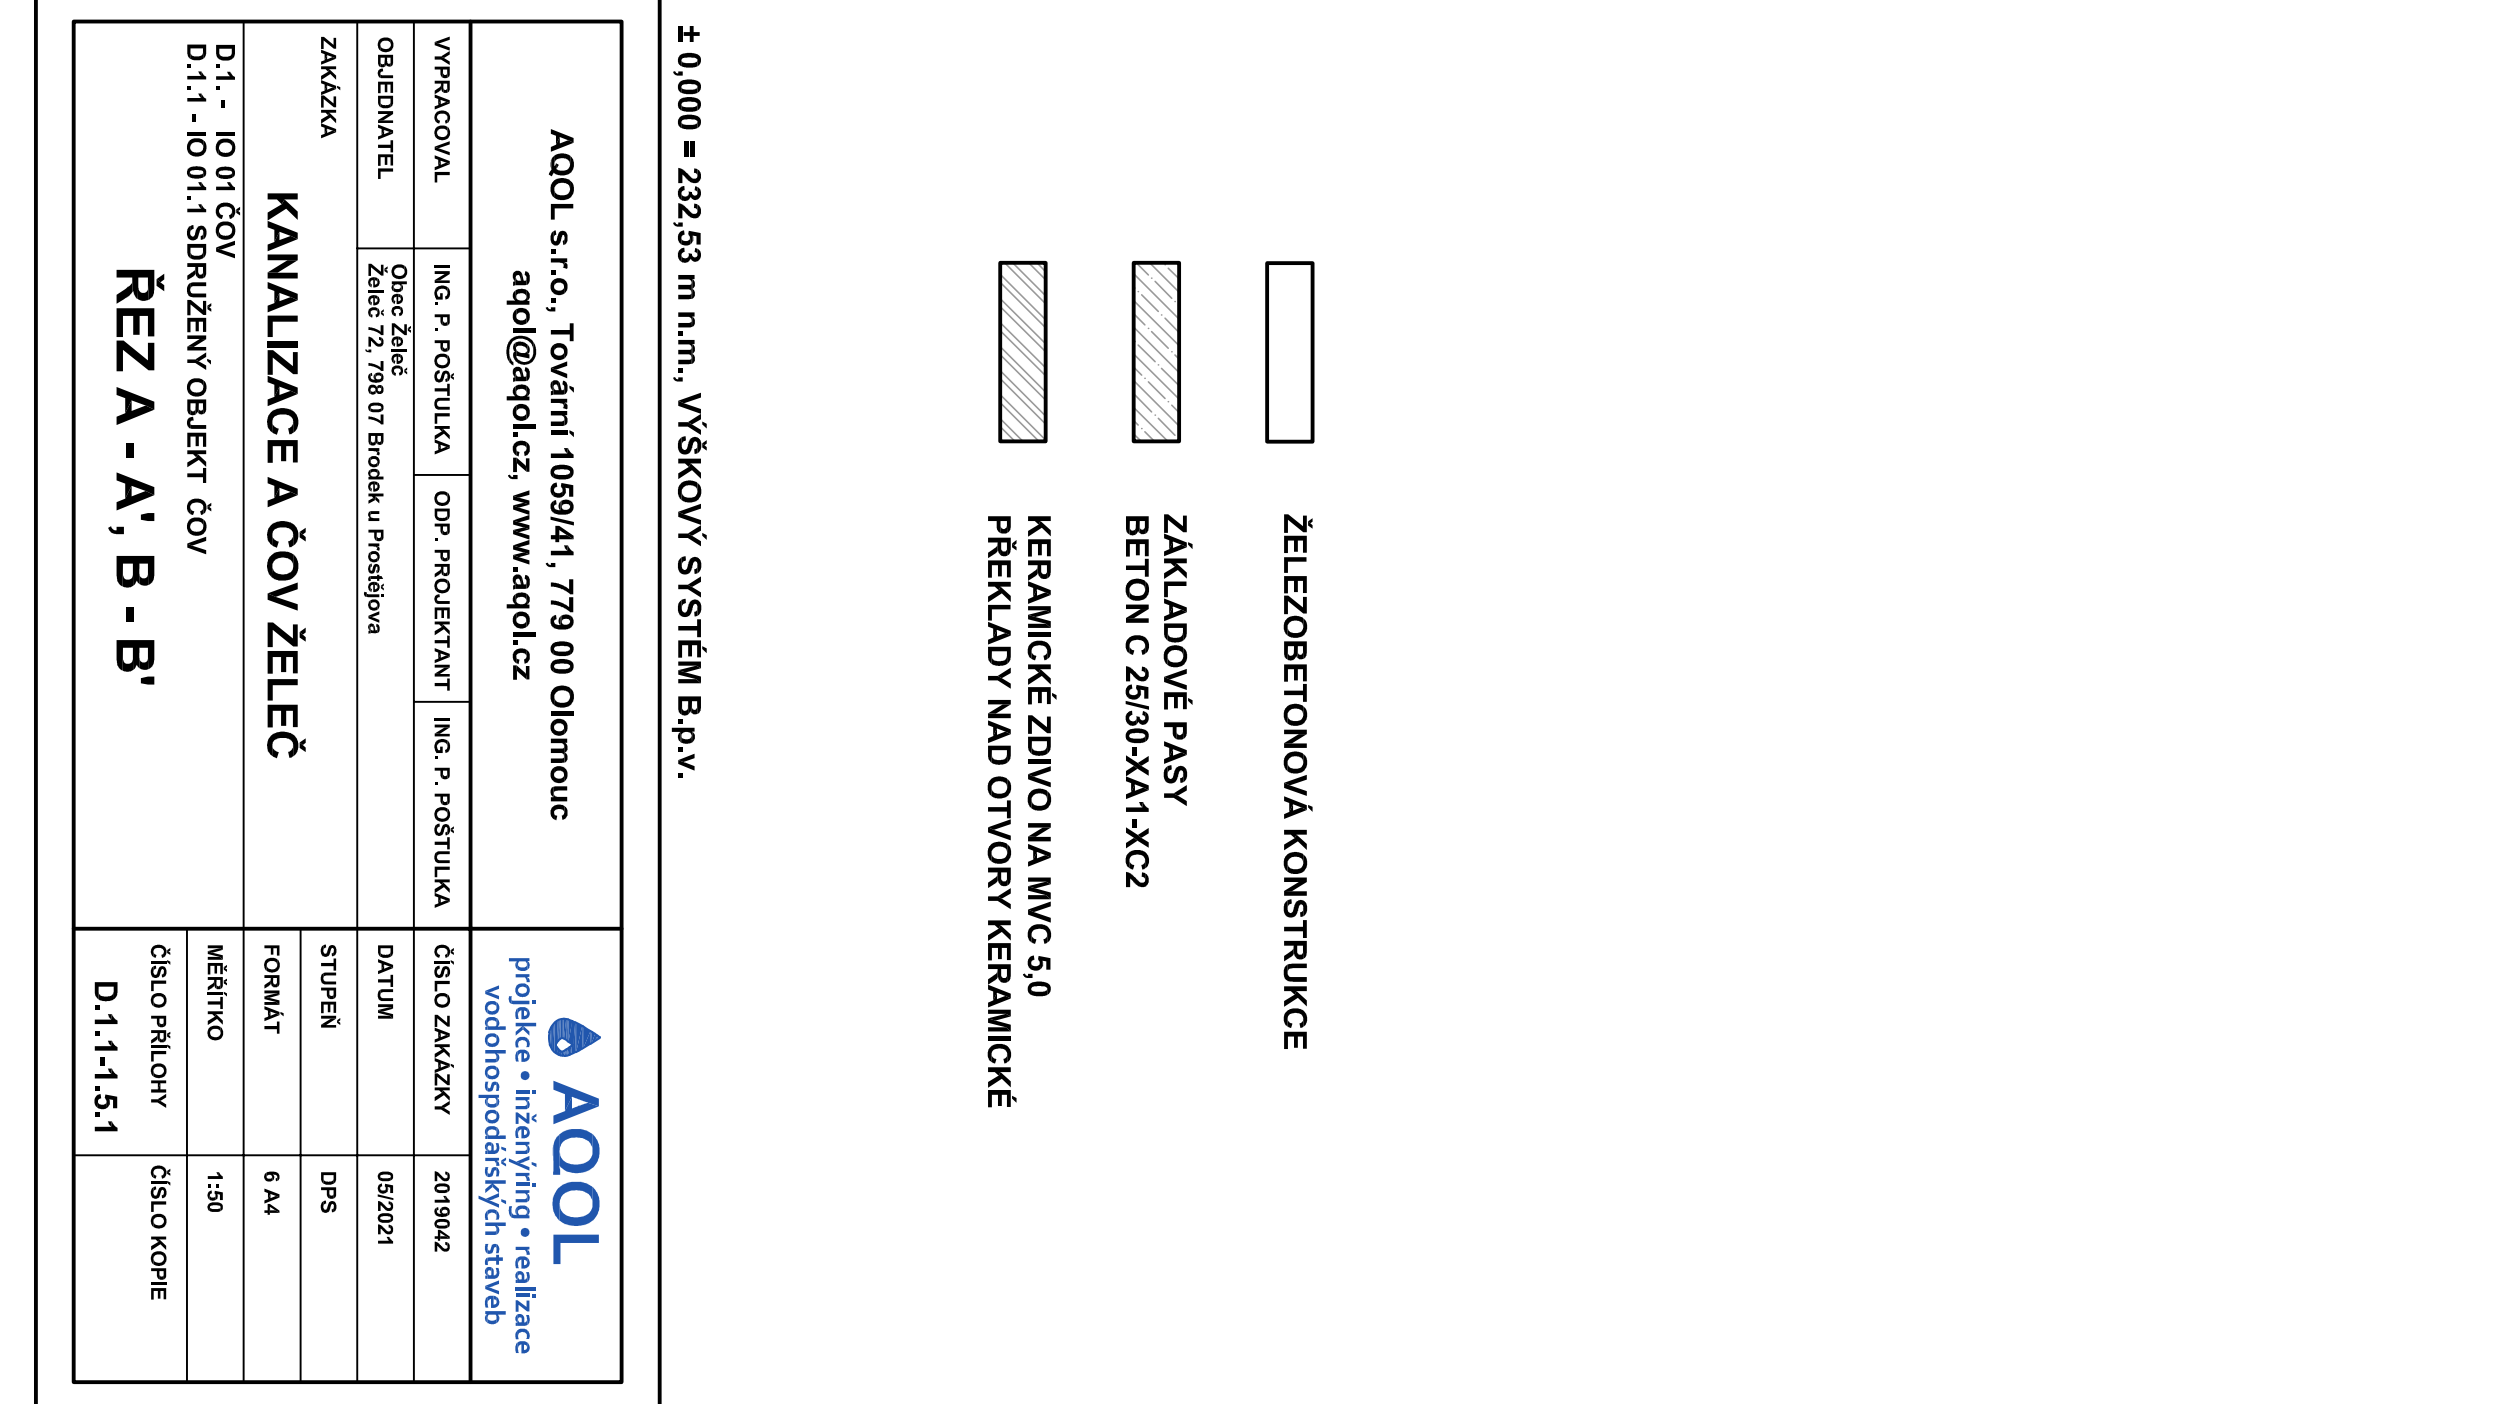 ŽELEZOBETONOVÁ KONSTRUKCE
ZÁKLADOVÉ PASY
BETON C 25/30-XA1-XC2
KERAMICKÉ ZDIVO NA MVC 5,0
PŘEKLADY NAD OTVORY KERAMICKÉ
± 0,000 = 232,53 m n.m., VÝŠKOVÝ SYSTÉM B.p.v.
AQOL s.r.o., Tovární 1059/41, 779 00 Olomouc
aqol@aqol.cz, www.aqol.cz
AQOL
projekce • inženýring • realizace
vodohospodářských staveb
VYPRACOVAL
ING. P. POŠTULKA
ODP. PROJEKTANT
ING. P. POŠTULKA
ČÍSLO ZAKÁZKY
2019042
OBJEDNATEL
Obec Želeč
Želeč 72, 798 07 Brodek u Prostějova
DATUM
05/2021
ZAKÁZKA
KANALIZACE A ČOV ŽELEČ
STUPEŇ
DPS
FORMÁT
6 A4
D.1. - IO 01 ČOV
D.1.1 - IO 01.1 SDRUŽENÝ OBJEKT ČOV
ŘEZ A - A', B - B'
MĚŘÍTKO
1:50
ČÍSLO PŘÍLOHY
D.1.1-1.5.1
ČÍSLO KOPIE